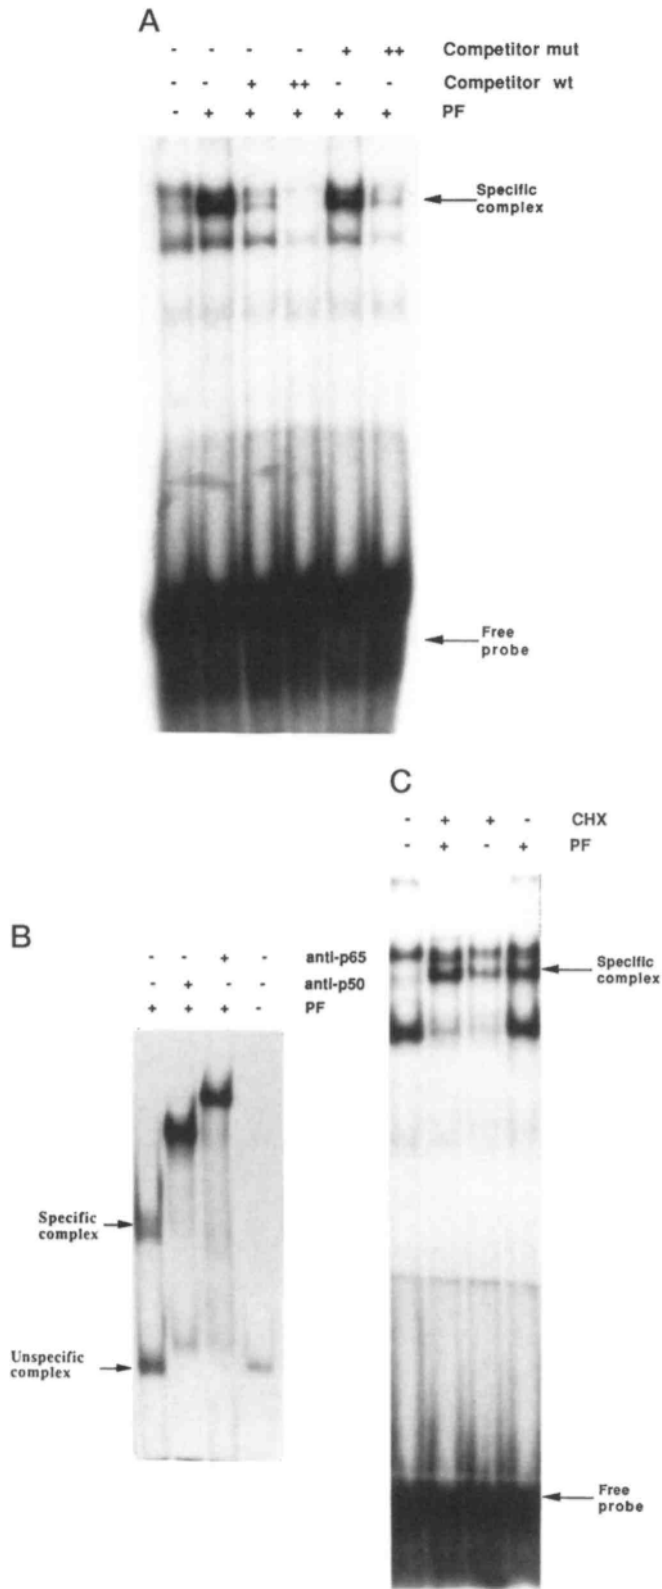 A
- - - - + ++ Competitor mut
- - + ++ - - Competitor wt
- + + + + + PF
Specific
complex
Free
probe
C
- + + - CHX
- + - + PF
Specific
complex
Free
probe
B
- - + - anti-p65
- + - - anti-p50
+ + + - PF
Specific
complex
Unspecific
complex